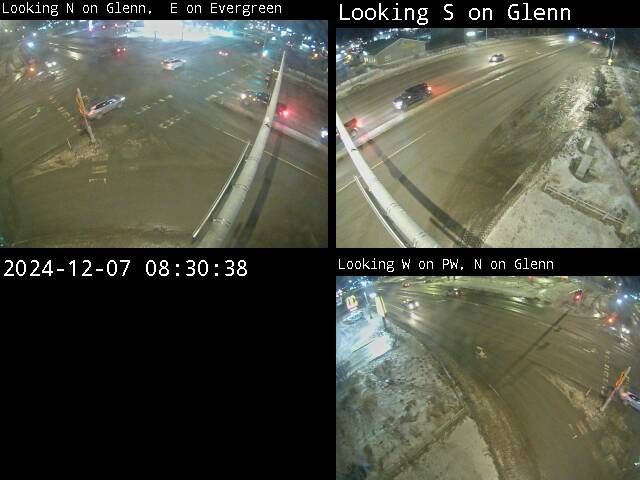 Looking N on Glenn,  E on Evergreen
Looking S on Glenn
2024-12-07 08:30:38
Looking W on PW, N on Glenn